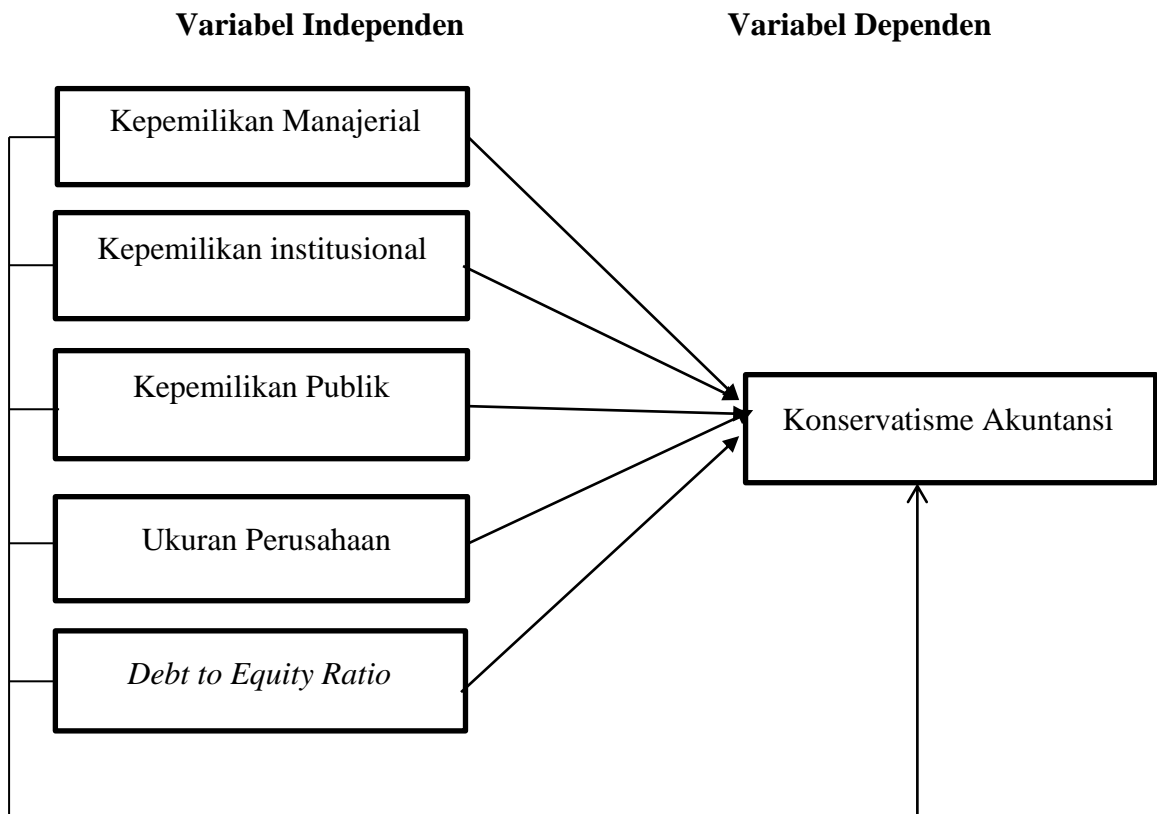 Variabel Independen
Variabel Dependen
Kepemilikan Manajerial
Kepemilikan institusional
Kepemilikan Publik
Konservatisme Akuntansi
Ukuran Perusahaan
Debt to Equity Ratio